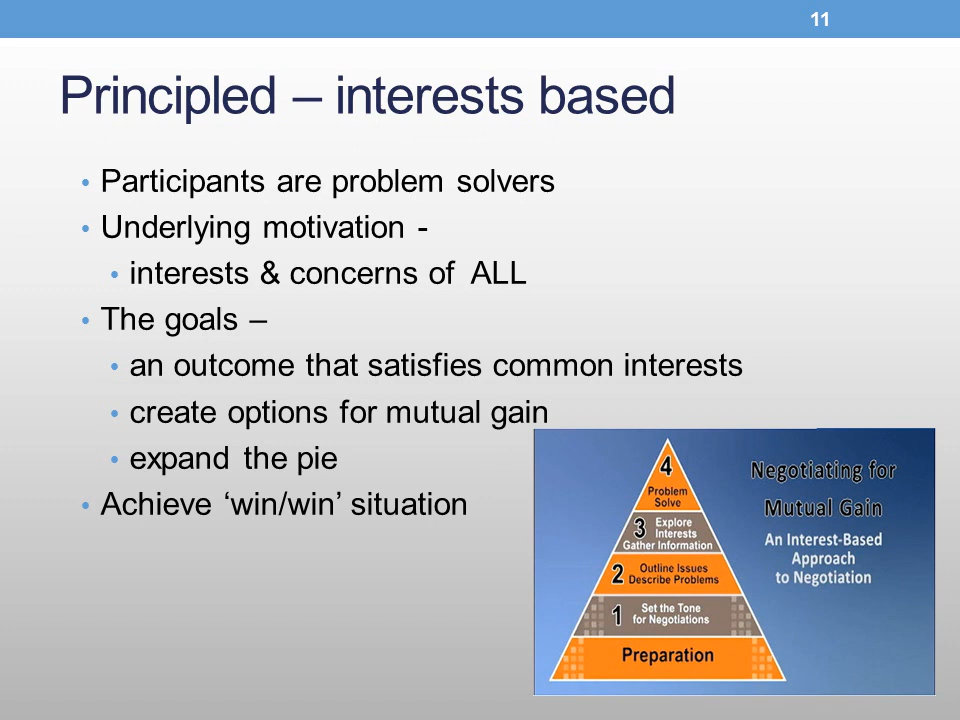 11
Principled – interests based
• Participants are problem solvers
• Underlying motivation -
• interests & concerns of ALL
• The goals –
• an outcome that satisfies common interests
• create options for mutual gain
• expand the pie
• Achieve ‘win/win’ situation
4
Problem
Solve
3 Explore
Interests
Gather Information
2 Outline Issues
Describe Problems
1 Set the Tone
for Negotiations
Preparation
Negotiating for
Mutual Gain
An Interest-Based
Approach
to Negotiation